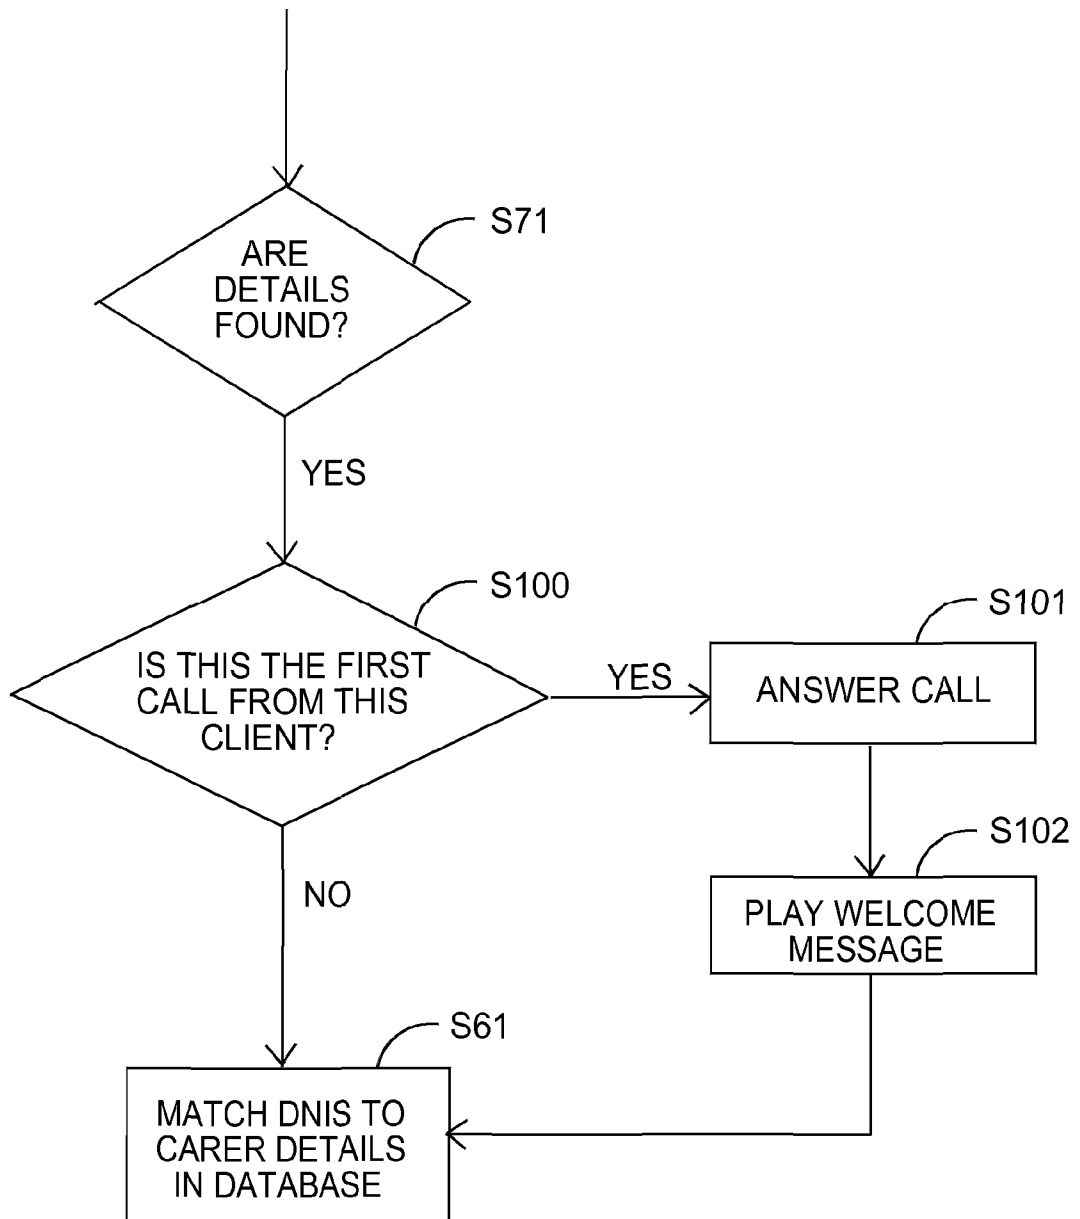 S71
ARE
DETAILS
FOUND?
YES
S100
IS THIS THE FIRST
CALL FROM THIS
CLIENT?
YES
S101
ANSWER CALL
S102
PLAY WELCOME
MESSAGE
NO
S61
MATCH DNIS TO
CARER DETAILS
IN DATABASE